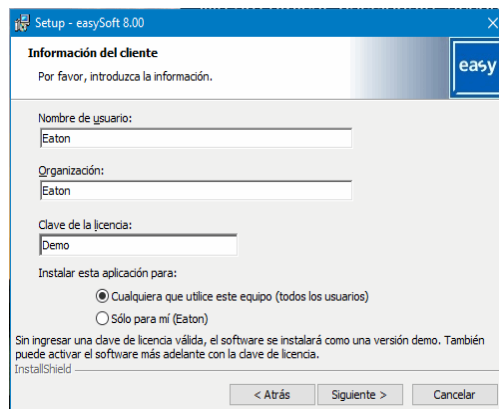 Setup - easySoft 8.00
Información del cliente
Por favor, introduzca la información.
easy
Nombre de usuario:
Eaton
Organización:
Eaton
Clave de la licencia:
Demo
Instalar esta aplicación para:
Cualquiera que utilice este equipo (todos los usuarios)
Sólo para mí (Eaton)
Sin ingresar una clave de licencia válida, el software se instalará como una versión demo. También
puede activar el software más adelante con la clave de licencia.
InstallShield
< Atrás Siguiente > Cancelar